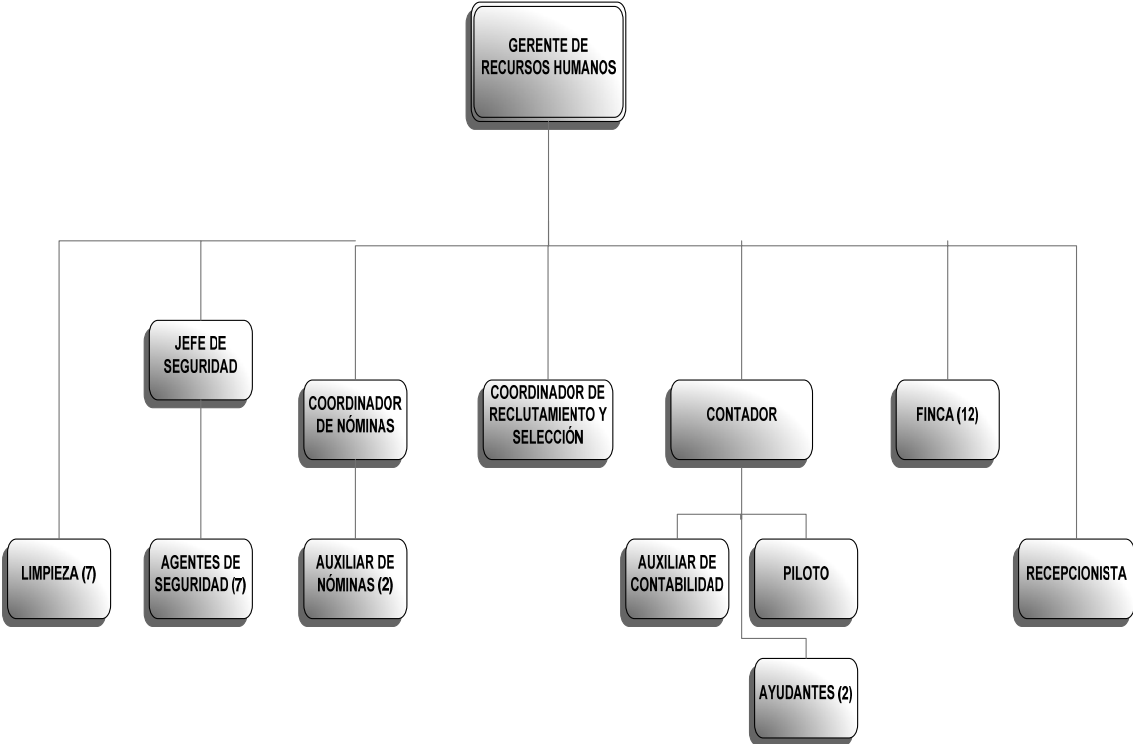 GERENTE DE
RECURSOS HUMANOS
JEFE DE
SEGURIDAD
COORDINADOR
DE NÓMINAS
COORDINADOR DE
RECLUTAMIENTO Y
SELECCIÓN
CONTADOR
FINCA (12)
LIMPIEZA (7)
AGENTES DE
SEGURIDAD (7)
AUXILIAR DE
NÓMINAS (2)
AUXILIAR DE
CONTABILIDAD
PILOTO
RECEPCIONISTA
AYUDANTES (2)